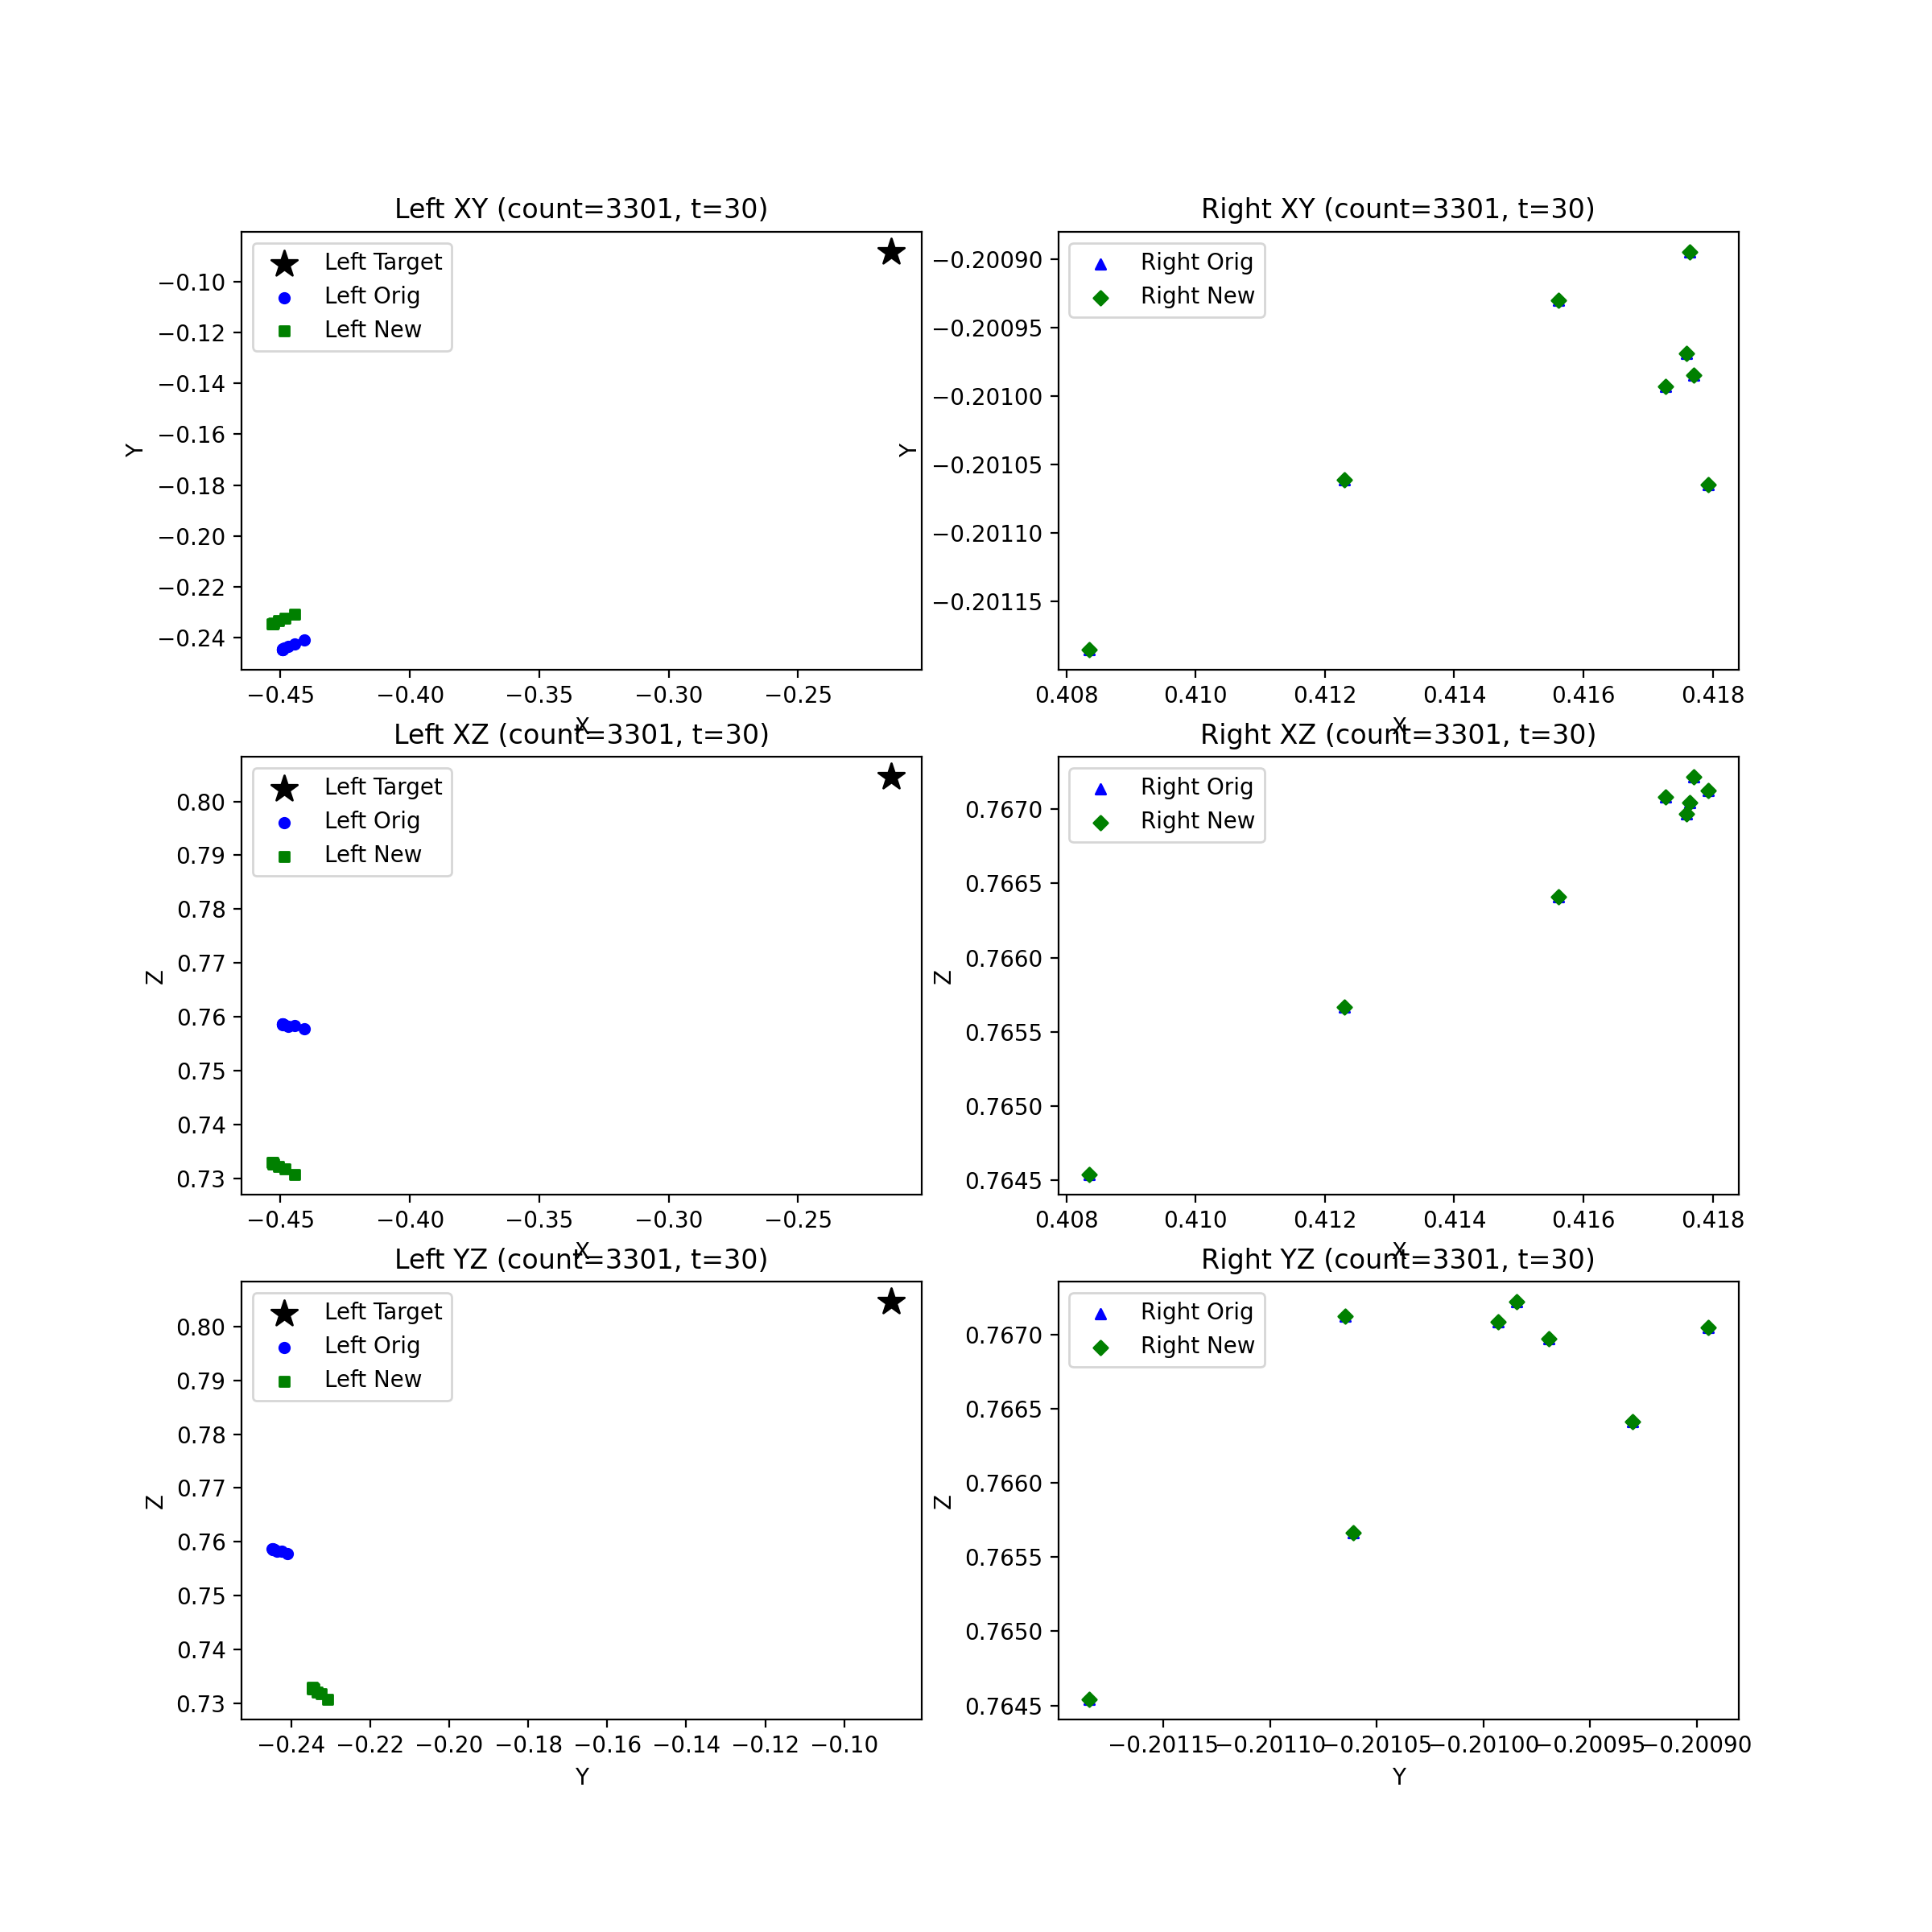 Left XY (count=3301, t=30)
Left Target
Left Orig
Left New
−0.10
−0.12
−0.14
−0.16
−0.18
−0.20
−0.22
−0.24
Y
−0.45 −0.40 −0.35 −0.30 −0.25
X
Right XY (count=3301, t=30)
Right Orig
Right New
−0.20090
−0.20095
−0.20100
−0.20105
−0.20110
−0.20115
Y
0.408 0.410 0.412 0.414 0.416 0.418
X
Left XZ (count=3301, t=30)
Left Target
Left Orig
Left New
0.80
0.79
0.78
0.77
0.76
0.75
0.74
0.73
Z
−0.45 −0.40 −0.35 −0.30 −0.25
X
Right XZ (count=3301, t=30)
Right Orig
Right New
0.7670
0.7665
0.7660
0.7655
0.7650
0.7645
Z
0.408 0.410 0.412 0.414 0.416 0.418
X
Left YZ (count=3301, t=30)
Left Target
Left Orig
Left New
0.80
0.79
0.78
0.77
0.76
0.75
0.74
0.73
Z
−0.24 −0.22 −0.20 −0.18 −0.16 −0.14 −0.12 −0.10
Y
Right YZ (count=3301, t=30)
Right Orig
Right New
0.7670
0.7665
0.7660
0.7655
0.7650
0.7645
Z
−0.20115 −0.20110 −0.20105 −0.20100 −0.20095 −0.20090
Y